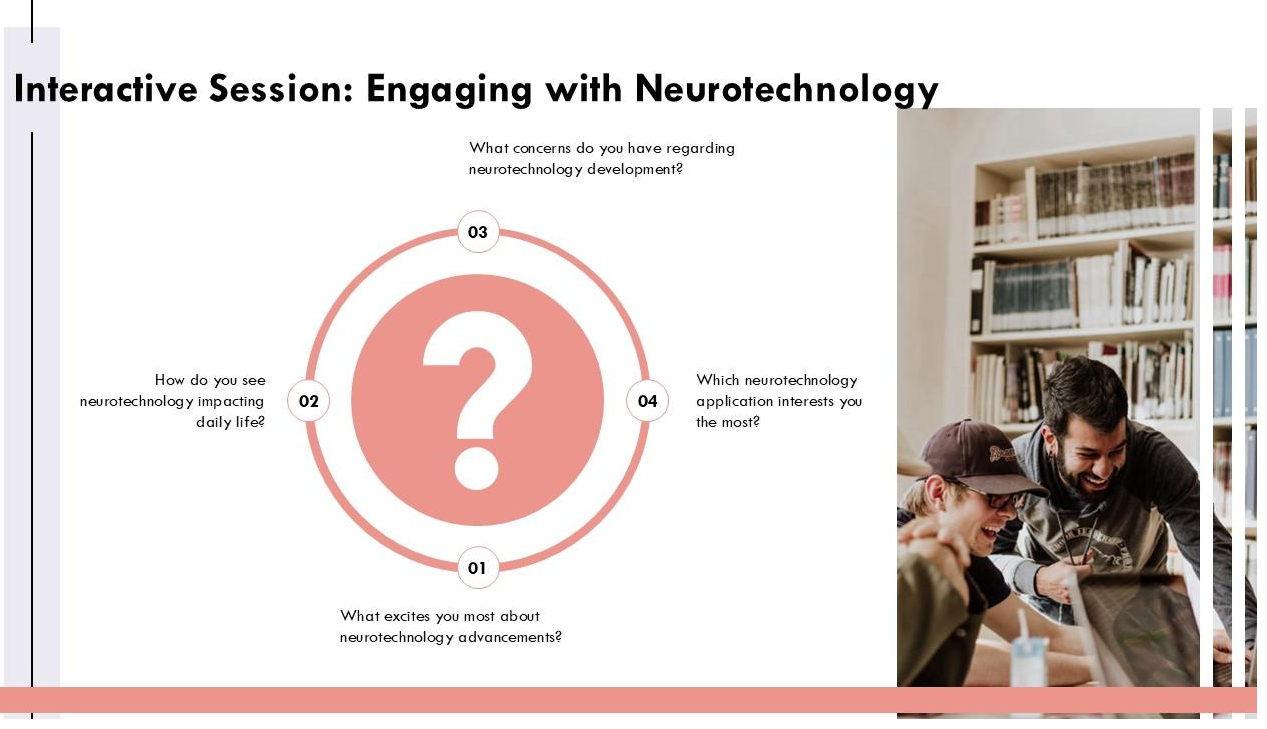 Interactive Session: Engaging with Neurotechnology
What concerns do you have regarding
neurotechnology development?
03
How do you see
neurotechnology impacting
daily life?
02
04
Which neurotechnology
application interests you
the most?
01
What excites you most about
neurotechnology advancements?